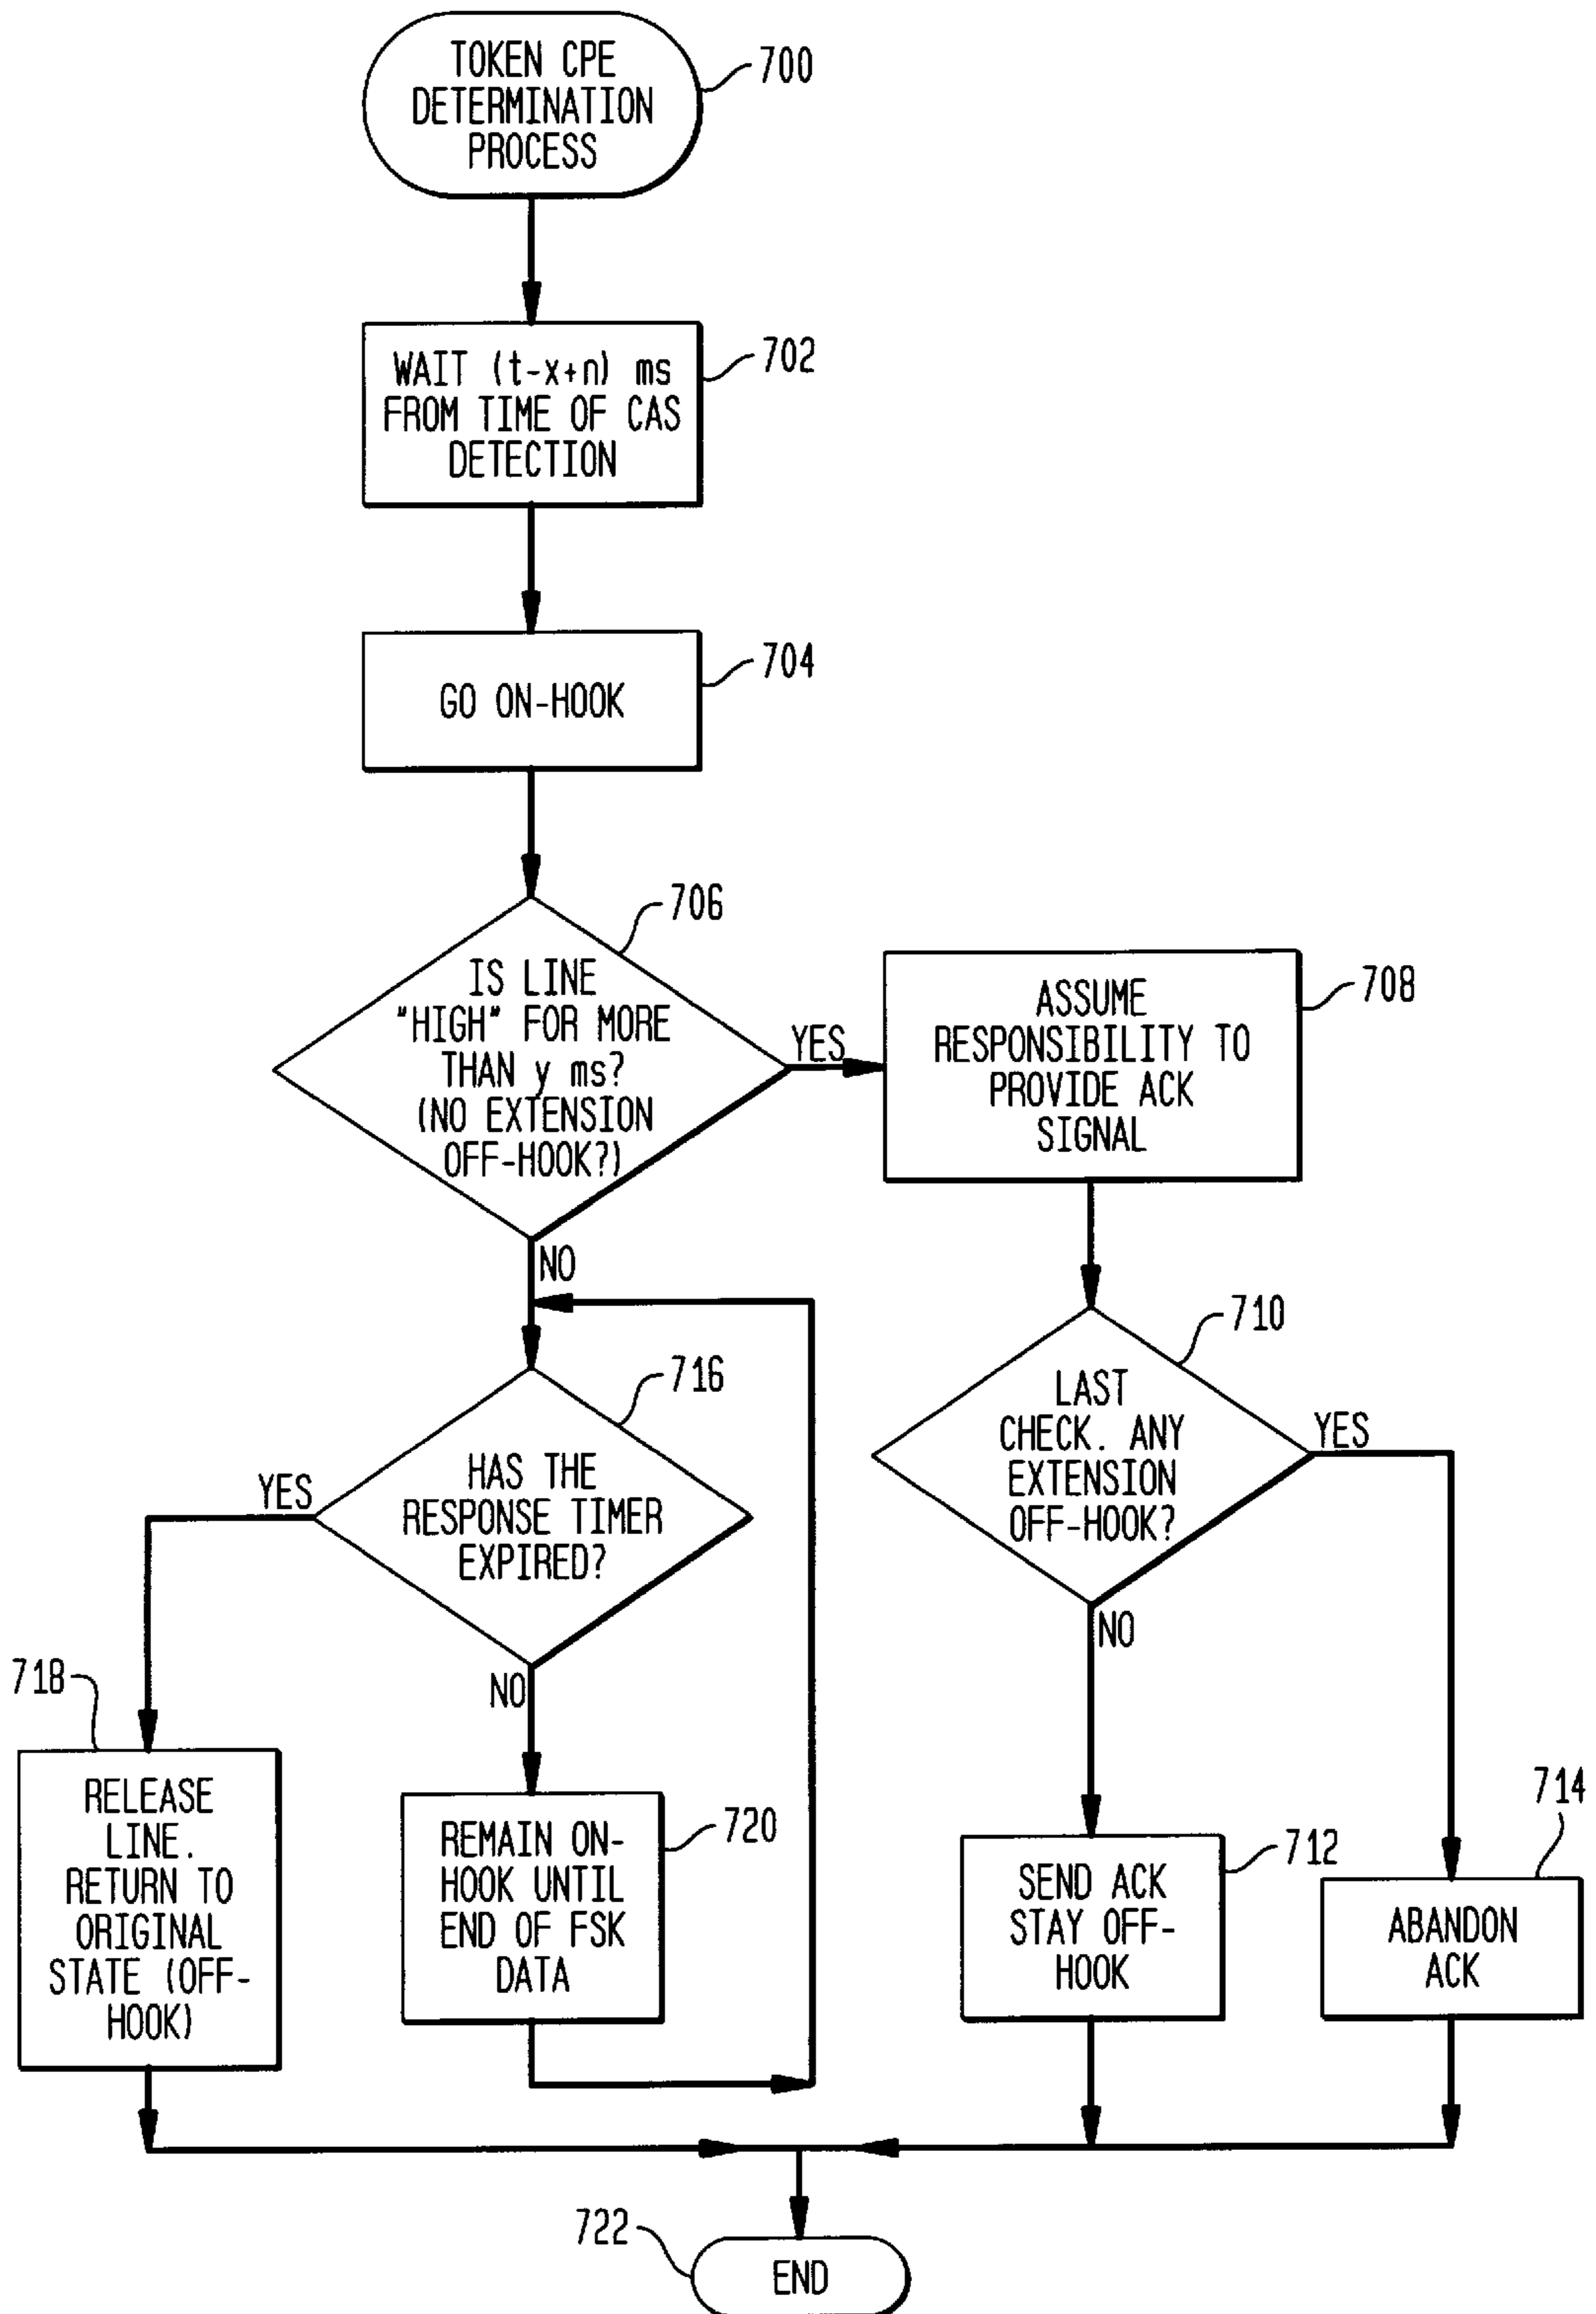 TOKEN CPE
DETERMINATION
PROCESS
700
WAIT (t-x+n) ms
FROM TIME OF CAS
DETECTION
702
GO ON-HOOK
704
706
IS LINE
"HIGH" FOR MORE
THAN y ms?
(NO EXTENSION
OFF-HOOK?)
YES
NO
ASSUME
RESPONSIBILITY TO
PROVIDE ACK
SIGNAL
708
710
LAST
CHECK. ANY
EXTENSION
OFF-HOOK?
YES
NO
716
HAS THE
RESPONSE TIMER
EXPIRED?
YES
NO
718
RELEASE
LINE.
RETURN TO
ORIGINAL
STATE (OFF-
HOOK)
REMAIN ON-
HOOK UNTIL
END OF FSK
DATA
720
SEND ACK
STAY OFF-
HOOK
712
714
ABANDON
ACK
722
END